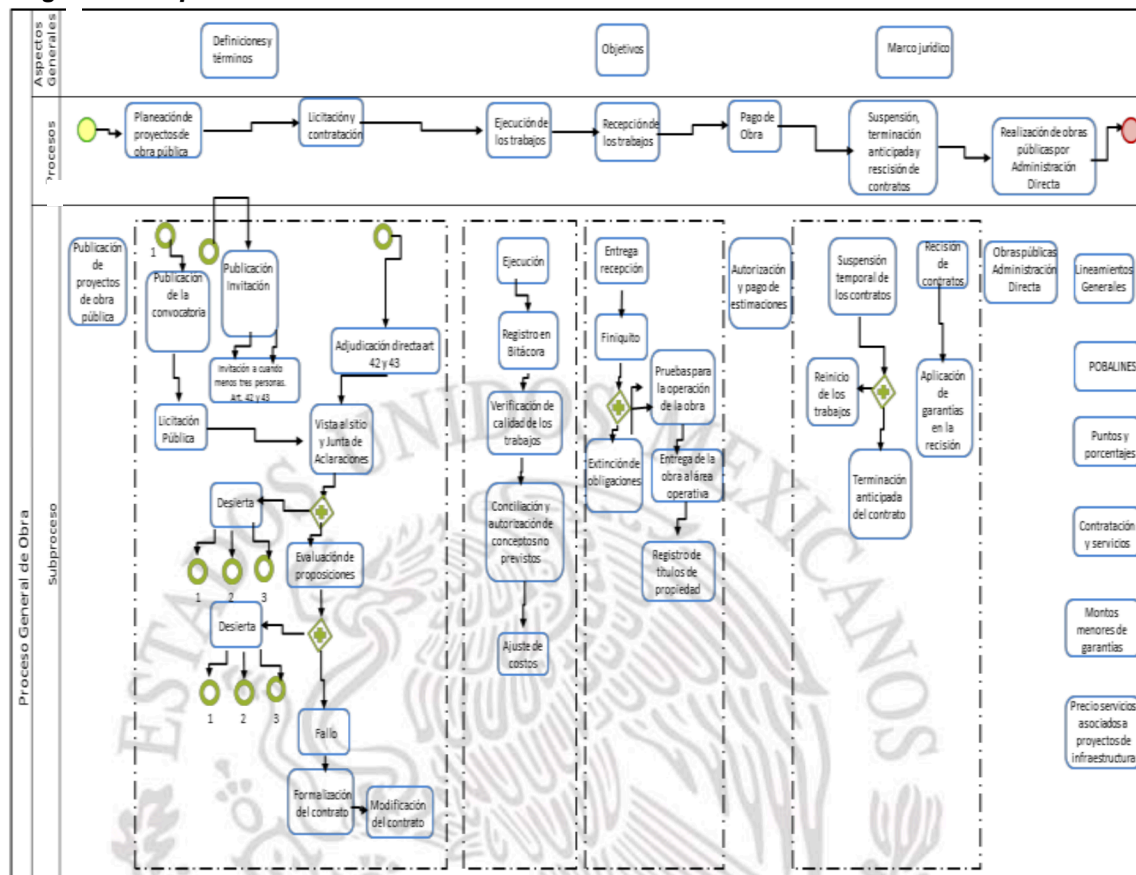 Proceso General de Obra
Aspectos
Generales
Definiciones y
términos
Objetivos
Marco jurídico
Procesos
Planeación de
proyectos de
obra pública
Licitación y
contratación
Ejecución de
los trabajos
Recepción de
los trabajos
Pago de
Obra
Suspensión,
terminación
anticipada y
rescisión de
contratos
Realización de obras
públicas por
Administración
Directa
Subproceso
Publicación
de
proyectos
de obra
pública
1
Publicación
de la
convocatoria
Publicación
Invitación
Invitación a cuando
menos tres personas.
Art. 42 y 43
Adjudicación directa art
42 y 43
Licitación
Pública
Vista al sitio
y Junta de
Aclaraciones
Desierta
1
2
3
Evaluación de
proposiciones
Desierta
1
2
3
Fallo
Formalización
del contrato
Modificación
del contrato
Ejecución
Registro en
Bitácora
Verificación de
calidad de los
trabajos
Conciliación y
autorización de
conceptos no
previstos
Ajuste de
costos
Entrega
recepción
Finiquito
Pruebas para
la operación
de la obra
Extinción de
obligaciones
Entrega de la
obra al área
operativa
Registro de
títulos de
propiedad
Autorización
y pago de
estimaciones
Suspensión
temporal de
los contratos
Recisión
de
contratos
Reinicio
de los
trabajos
Aplicación
de
garantías
en la
recisión
Terminación
anticipada
del contrato
Obras públicas
Administración
Directa
Lineamientos
Generales
POBALINES
Puntos y
porcentajes
Contratación
y servicios
Montos
menores de
garantías
Precio servicios
asociados a
proyectos de
infraestructura
ESTADOS UNIDOS MEXICANOS